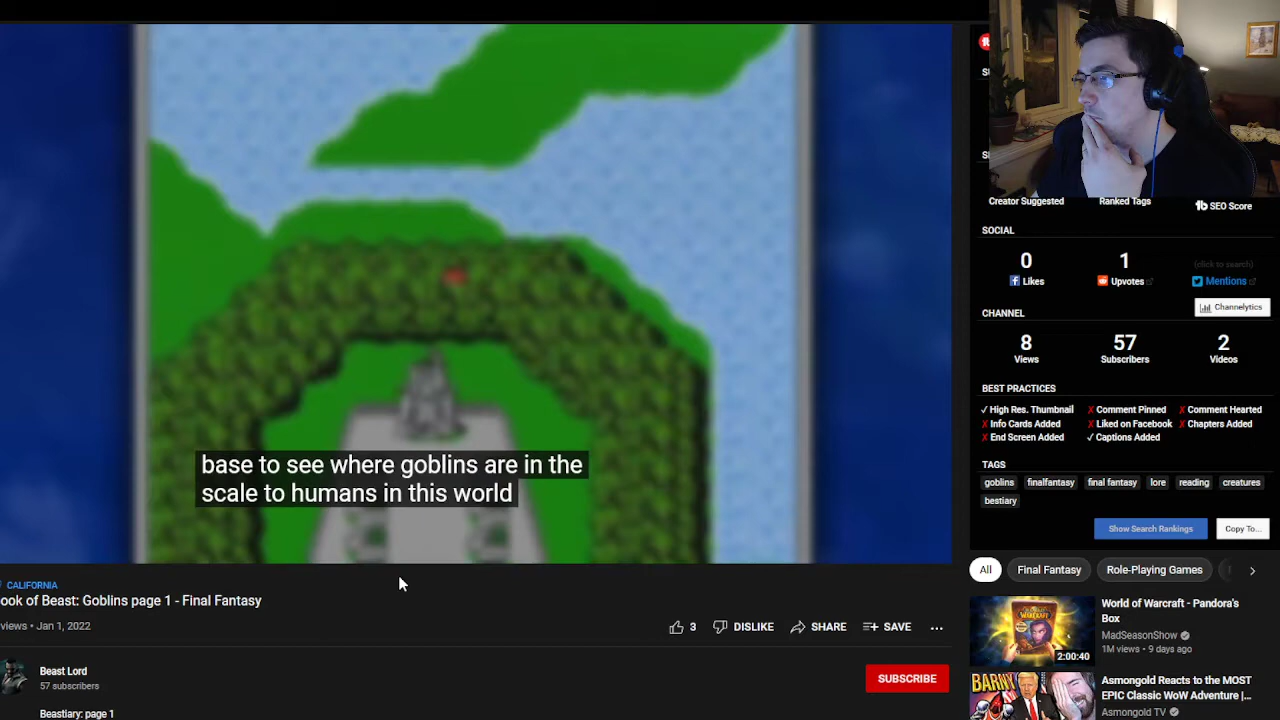 base to see where goblins are in the
scale to humans in this world
CALIFORNIA
ook of Beast: Goblins page 1 - Final Fantasy
views • Jan 1, 2022
3
DISLIKE
SHARE
SAVE
...
Beast Lord
57 subscribers
SUBSCRIBE
Beastiary: page 1
Creator Suggested
Ranked Tags
SEO Score
SOCIAL
0
Likes
1
Upvotes
(click to search)
Mentions
Channelytics
CHANNEL
8
Views
57
Subscribers
2
Videos
BEST PRACTICES
✓ High Res. Thumbnail
✗ Comment Pinned
✗ Comment Hearted
✗ Info Cards Added
✗ Liked on Facebook
✗ Chapters Added
✗ End Screen Added
✓ Captions Added
TAGS
goblins
finalfantasy
final fantasy
lore
reading
creatures
bestiary
Show Search Rankings
Copy To...
All
Final Fantasy
Role-Playing Games
World of Warcraft - Pandora's
Box
MadSeasonShow
1M views • 9 days ago
2:00:40
BARNY
Asmongold Reacts to the MOST
EPIC Classic WoW Adventure |...
Asmongold TV